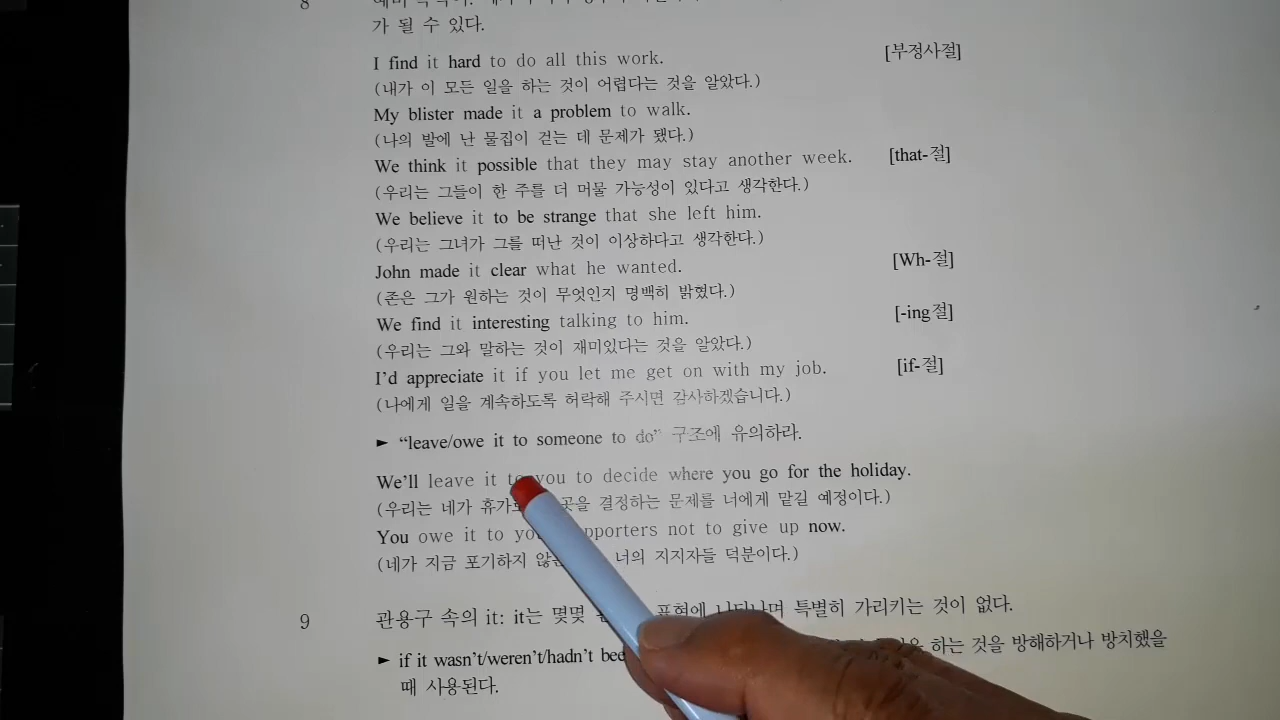 8
가 될 수 있다.
I find it hard to do all this work. [부정사절]
(내가 이 모든 일을 하는 것이 어렵다는 것을 알았다.)
My blister made it a problem to walk.
(나의 발에 난 물집이 걷는 데 문제가 됐다.)
We think it possible that they may stay another week. [that-절]
(우리는 그들이 한 주를 더 머물 가능성이 있다고 생각한다.)
We believe it to be strange that she left him.
(우리는 그녀가 그를 떠난 것이 이상하다고 생각한다.)
John made it clear what he wanted. [Wh-절]
(존은 그가 원하는 것이 무엇인지 명백히 밝혔다.)
We find it interesting talking to him. [-ing절]
(우리는 그와 말하는 것이 재미있다는 것을 알았다.)
I'd appreciate it if you let me get on with my job. [if-절]
(나에게 일을 계속하도록 허락해 주시면 감사하겠습니다.)
► “leave/owe it to someone to do” 구조에 유의하라.
We'll leave it to you to decide where you go for the holiday.
(우리는 네가 곳을 결정하는 문제를 너에게 맡길 예정이다.)
You owe it to not to give up now.
(네가 지금 포기하지 너의 지지자들 덕분이다.)
9 관용구 속의 it: it는 몇몇 표현에 나타나며 특별히 가리키는 것이 없다.
► if it wasn't/weren't/hadn't 하는 것을 방해하거나 방치했을
때 사용된다.